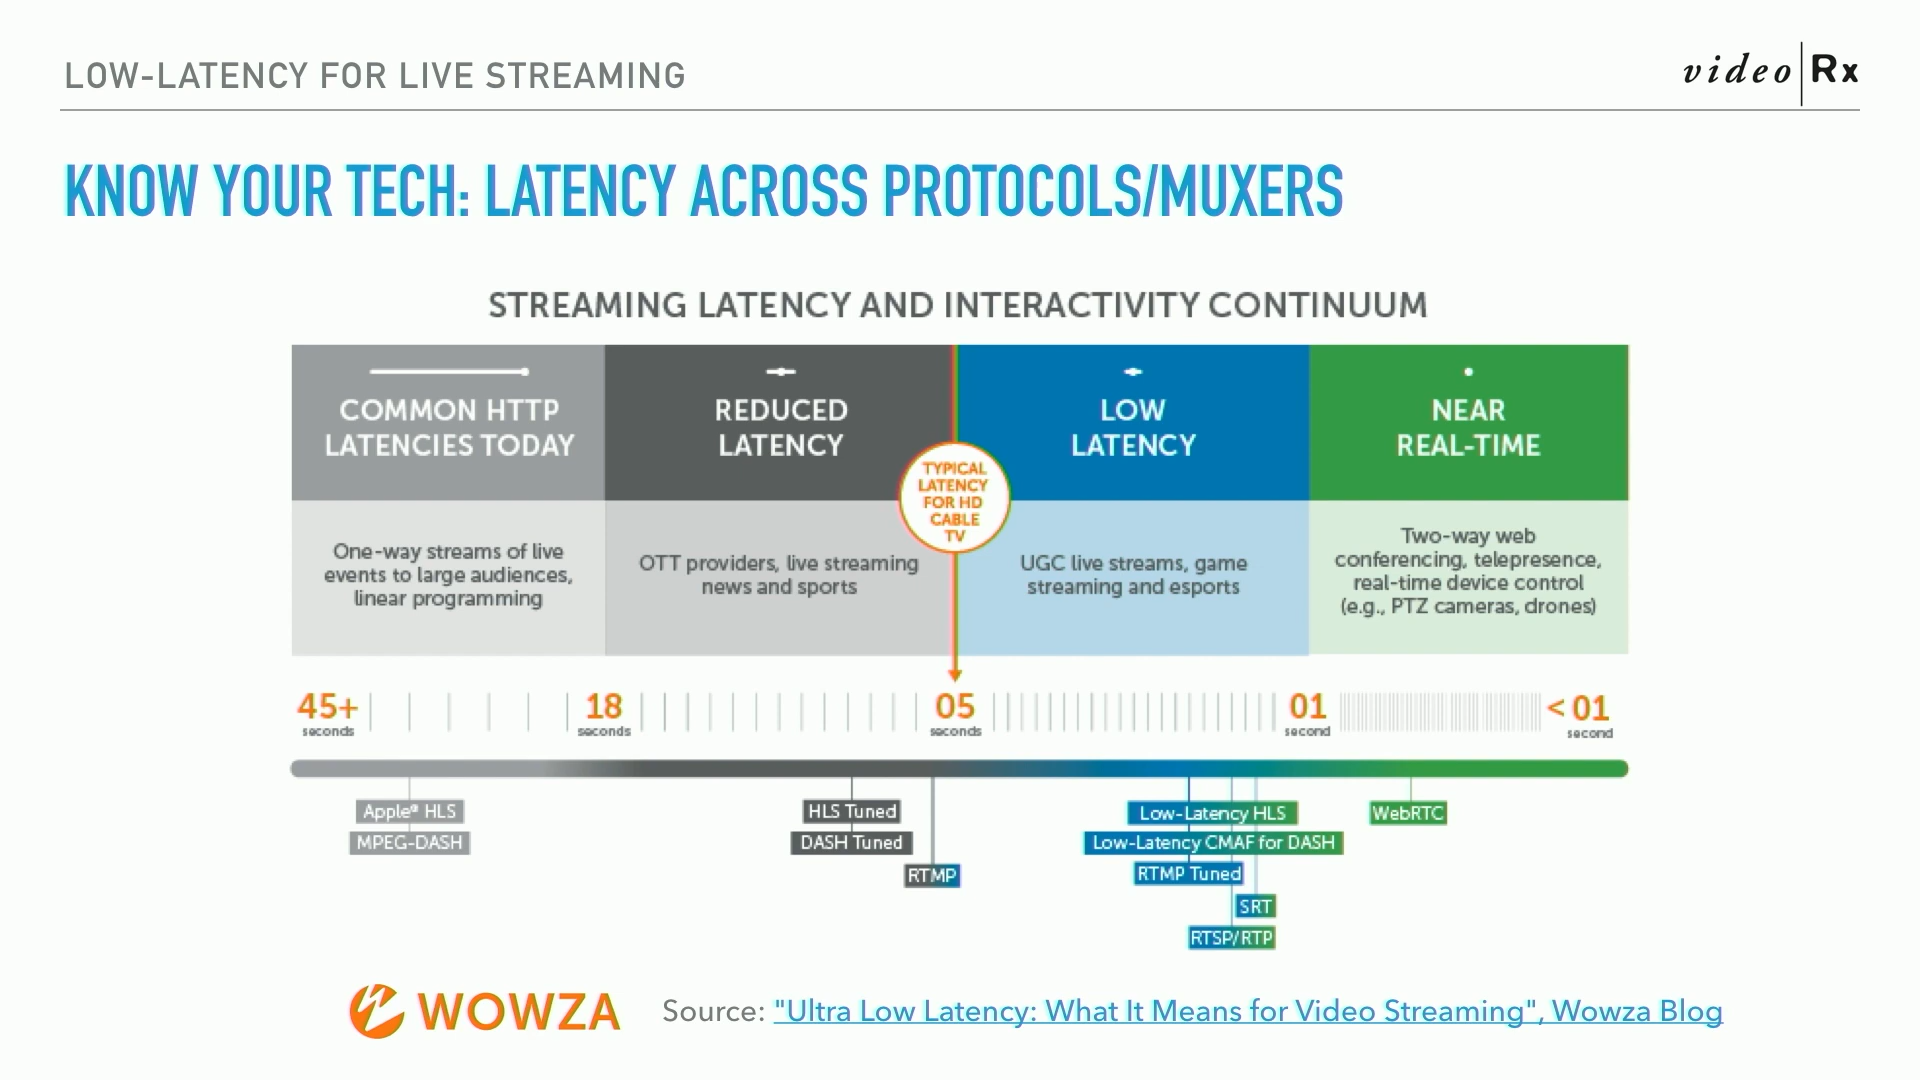 LOW-LATENCY FOR LIVE STREAMING
video Rx
KNOW YOUR TECH: LATENCY ACROSS PROTOCOLS/MUXERS
STREAMING LATENCY AND INTERACTIVITY CONTINUUM
COMMON HTTP
LATENCIES TODAY
REDUCED
LATENCY
LOW
LATENCY
NEAR
REAL-TIME
TYPICAL
LATENCY
FOR HD
CABLE
TV
One-way streams of live
events to large audiences,
linear programming
OTT providers, live streaming
news and sports
UGC live streams, game
streaming and esports
Two-way web
conferencing, telepresence,
real-time device control
(e.g., PTZ cameras, drones)
45+
seconds
18
seconds
05
seconds
01
second
< 01
second
Apple® HLS
MPEG-DASH
HLS Tuned
DASH Tuned
RTMP
Low-Latency HLS
Low-Latency CMAF for DASH
RTMP Tuned
SRT
RTSP/RTP
WebRTC
WOWZA
Source: "Ultra Low Latency: What It Means for Video Streaming", Wowza Blog